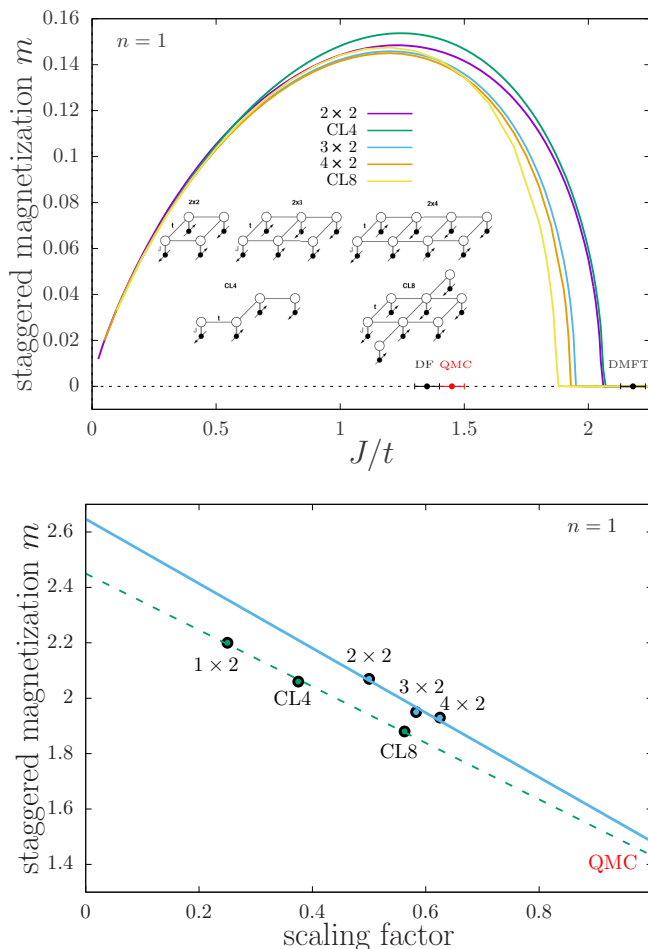 0.16
n = 1
0.14
0.12
0.1
0.08
0.06
0.04
0.02
0
staggered magnetization m
2 × 2
CL4
3 × 2
4 × 2
CL8
2x2
2x3
2x4
t
J
t
J
t
J
CL4
CL8
t
J
t
J
DF
QMC
DMFT
0
0.5
1
1.5
2
J/t
2.6
n = 1
2.4
2.2
2
1.8
1.6
1.4
staggered magnetization m
1 × 2
CL4
2 × 2
3 × 2
4 × 2
CL8
QMC
0
0.2
0.4
0.6
0.8
scaling factor